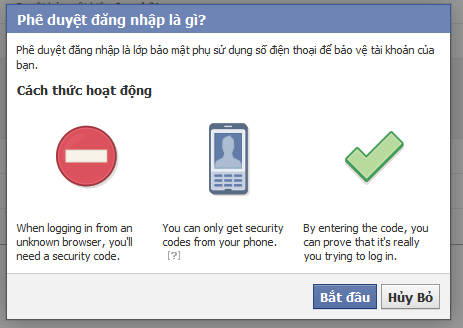 Phê duyệt đăng nhập là gì?
Phê duyệt đăng nhập là lớp bảo mật phụ sử dụng số điện thoại để bảo vệ tài khoản của
bạn.
Cách thức hoạt động
When logging in from an
unknown browser, you'll
need a security code.
You can only get security
codes from your phone.
[?]
By entering the code, you
can prove that it's really
you trying to log in.
Bắt đầu
Hủy Bỏ